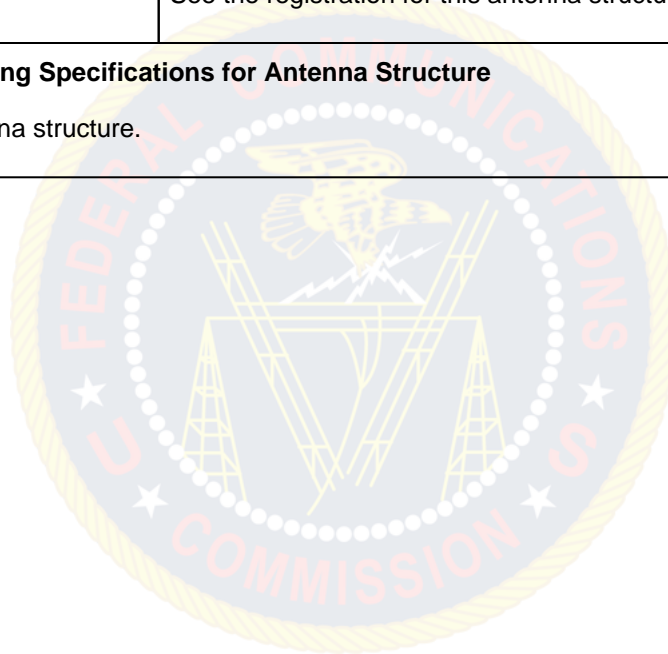 See the registration for this antenna structu
ng Specifications for Antenna Structure
na structure.
FEDERAL COMMUNICATIONS
COMMISSION
U S